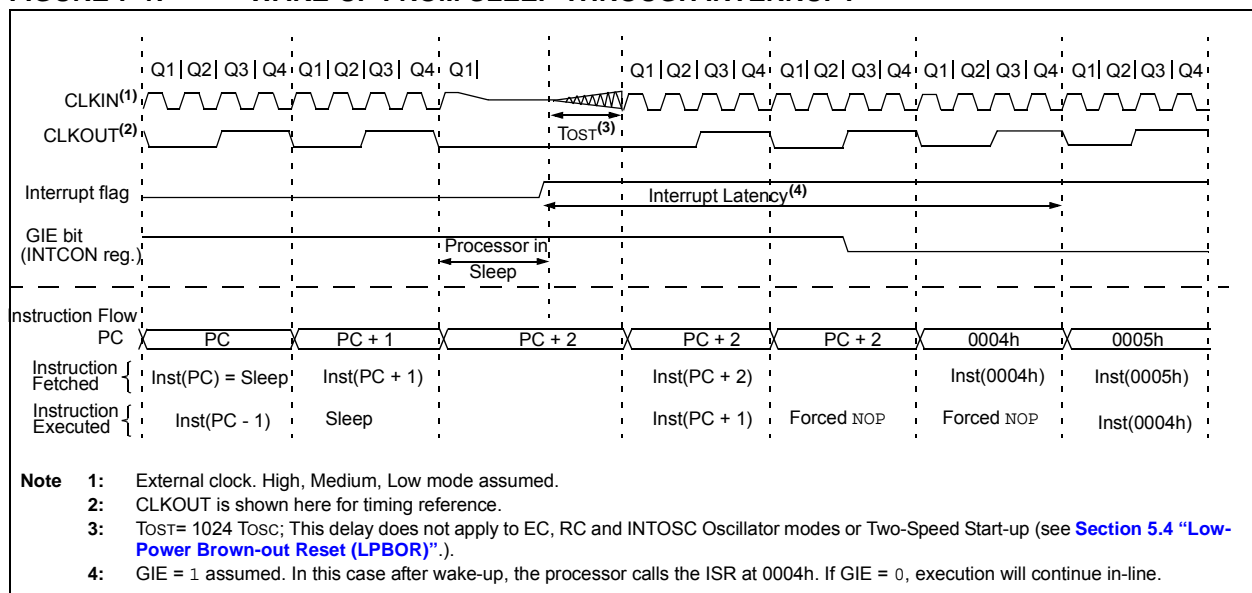 Q1| Q2| Q3| Q4 Q1| Q2| Q3| Q4 Q1| Q1| Q2| Q3| Q4 Q1| Q2| Q3| Q4 Q1| Q2| Q3| Q4 Q1| Q2| Q3| Q4
CLKIN(1)
CLKOUT(2)
TOST(3)
Interrupt flag
Interrupt Latency(4)
GIE bit
(INTCON reg.)
Processor in
Sleep
nstruction Flow
PC PC PC + 1 PC + 2 PC + 2 PC + 2 0004h 0005h
Instruction
Fetched
Inst(PC) = Sleep Inst(PC + 1) Inst(PC + 2) Inst(0004h) Inst(0005h)
Instruction
Executed
Inst(PC - 1) Sleep Inst(PC + 1) Forced NOP Forced NOP Inst(0004h)
Note 1: External clock. High, Medium, Low mode assumed.
2: CLKOUT is shown here for timing reference.
3: TOST= 1024 TOSC; This delay does not apply to EC, RC and INTOSC Oscillator modes or Two-Speed Start-up (see Section 5.4 “Low-
Power Brown-out Reset (LPBOR)”.).
4: GIE = 1 assumed. In this case after wake-up, the processor calls the ISR at 0004h. If GIE = 0, execution will continue in-line.